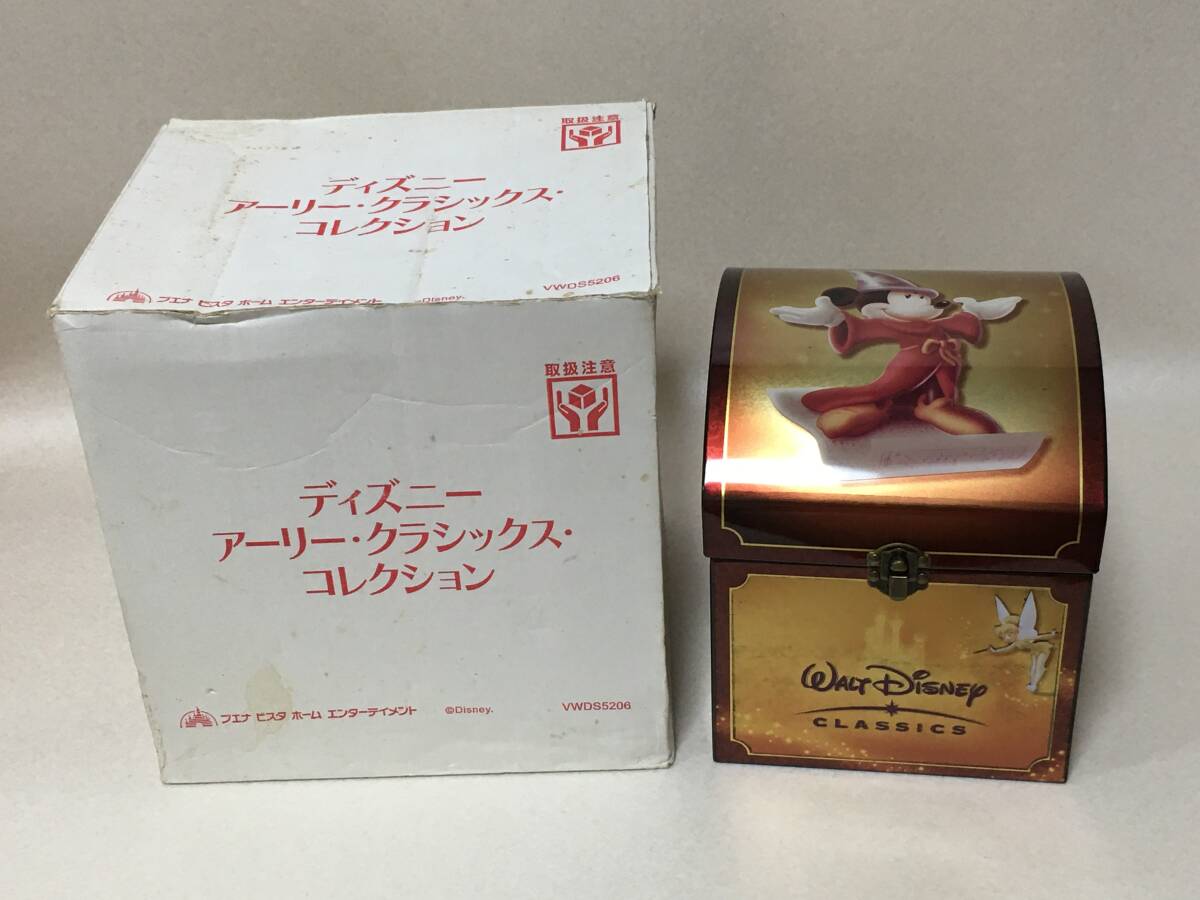 取扱注意
ディズニー
アーリー・クラシックス・
コレクション
VWDS5206
ブエナ ビスタ ホーム エンターテイメント ©Disney.
取扱注意
ディズニー
アーリー・クラシックス・
コレクション
ブエナ ビスタ ホーム エンターテイメント ©Disney. VWDS5206
WALT DISNEY
CLASSICS